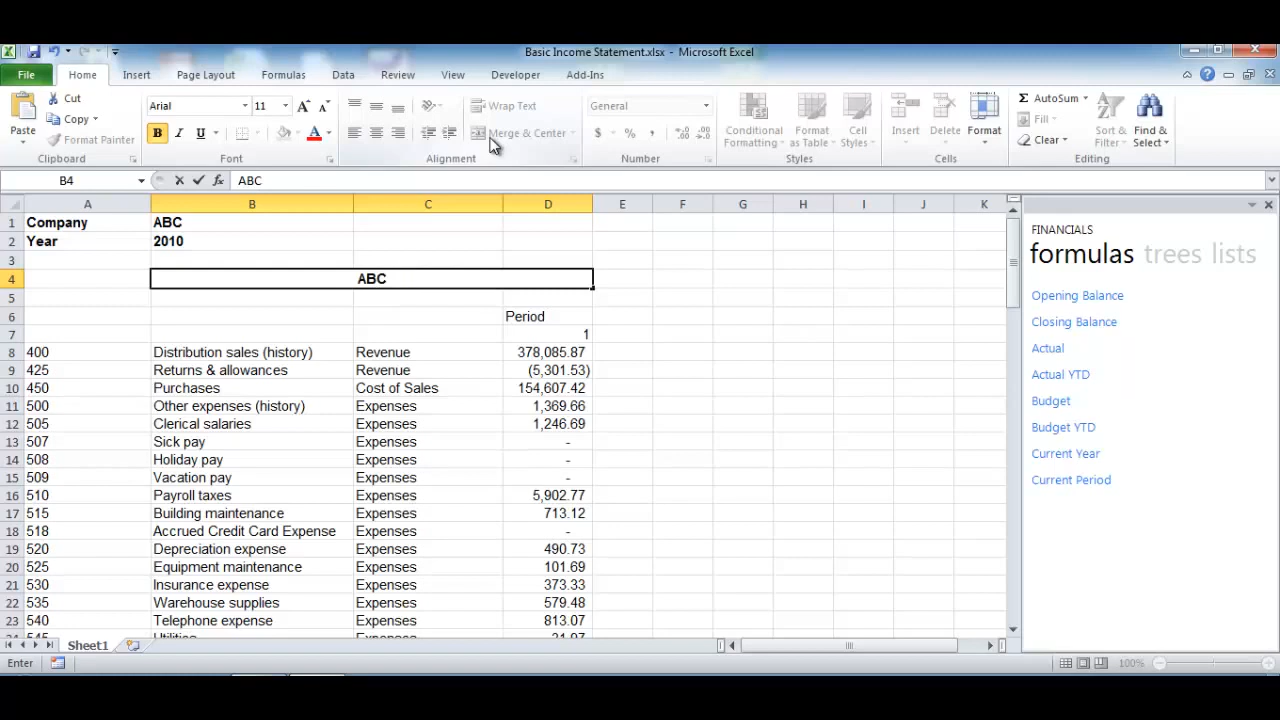 Basic Income Statement.xlsx - Microsoft Excel
File Home Insert Page Layout Formulas Data Review View Developer Add-Ins
Cut Arial 11 Wrap Text General AutoSum
Copy Fill
Paste Format Painter Merge & Center Conditional Formatting Format Table Cell Styles Insert Delete Format Clear Sort & Filter Find & Select
Clipboard Font Alignment Number Styles Cells Editing
B4 ABC
A B C D E F G H I J K
1 Company ABC
2 Year 2010
3
4 ABC
5
6 Period
7 1
8 400 Distribution sales (history) Revenue 378,085.87
9 425 Returns & allowances Revenue (5,301.53)
10 450 Purchases Cost of Sales 154,607.42
11 500 Other expenses (history) Expenses 1,369.66
12 505 Clerical salaries Expenses 1,246.69
13 507 Sick pay Expenses -
14 508 Holiday pay Expenses -
15 509 Vacation pay Expenses -
16 510 Payroll taxes Expenses 5,902.77
17 515 Building maintenance Expenses 713.12
18 518 Accrued Credit Card Expense Expenses -
19 520 Depreciation expense Expenses 490.73
20 525 Equipment maintenance Expenses 101.69
21 530 Insurance expense Expenses 373.33
22 535 Warehouse supplies Expenses 579.48
23 540 Telephone expense Expenses 813.07
24 545 Utilities Expenses 31.97
FINANCIALS
formulas trees lists
Opening Balance
Closing Balance
Actual
Actual YTD
Budget
Budget YTD
Current Year
Current Period
Sheet1
Enter 100%